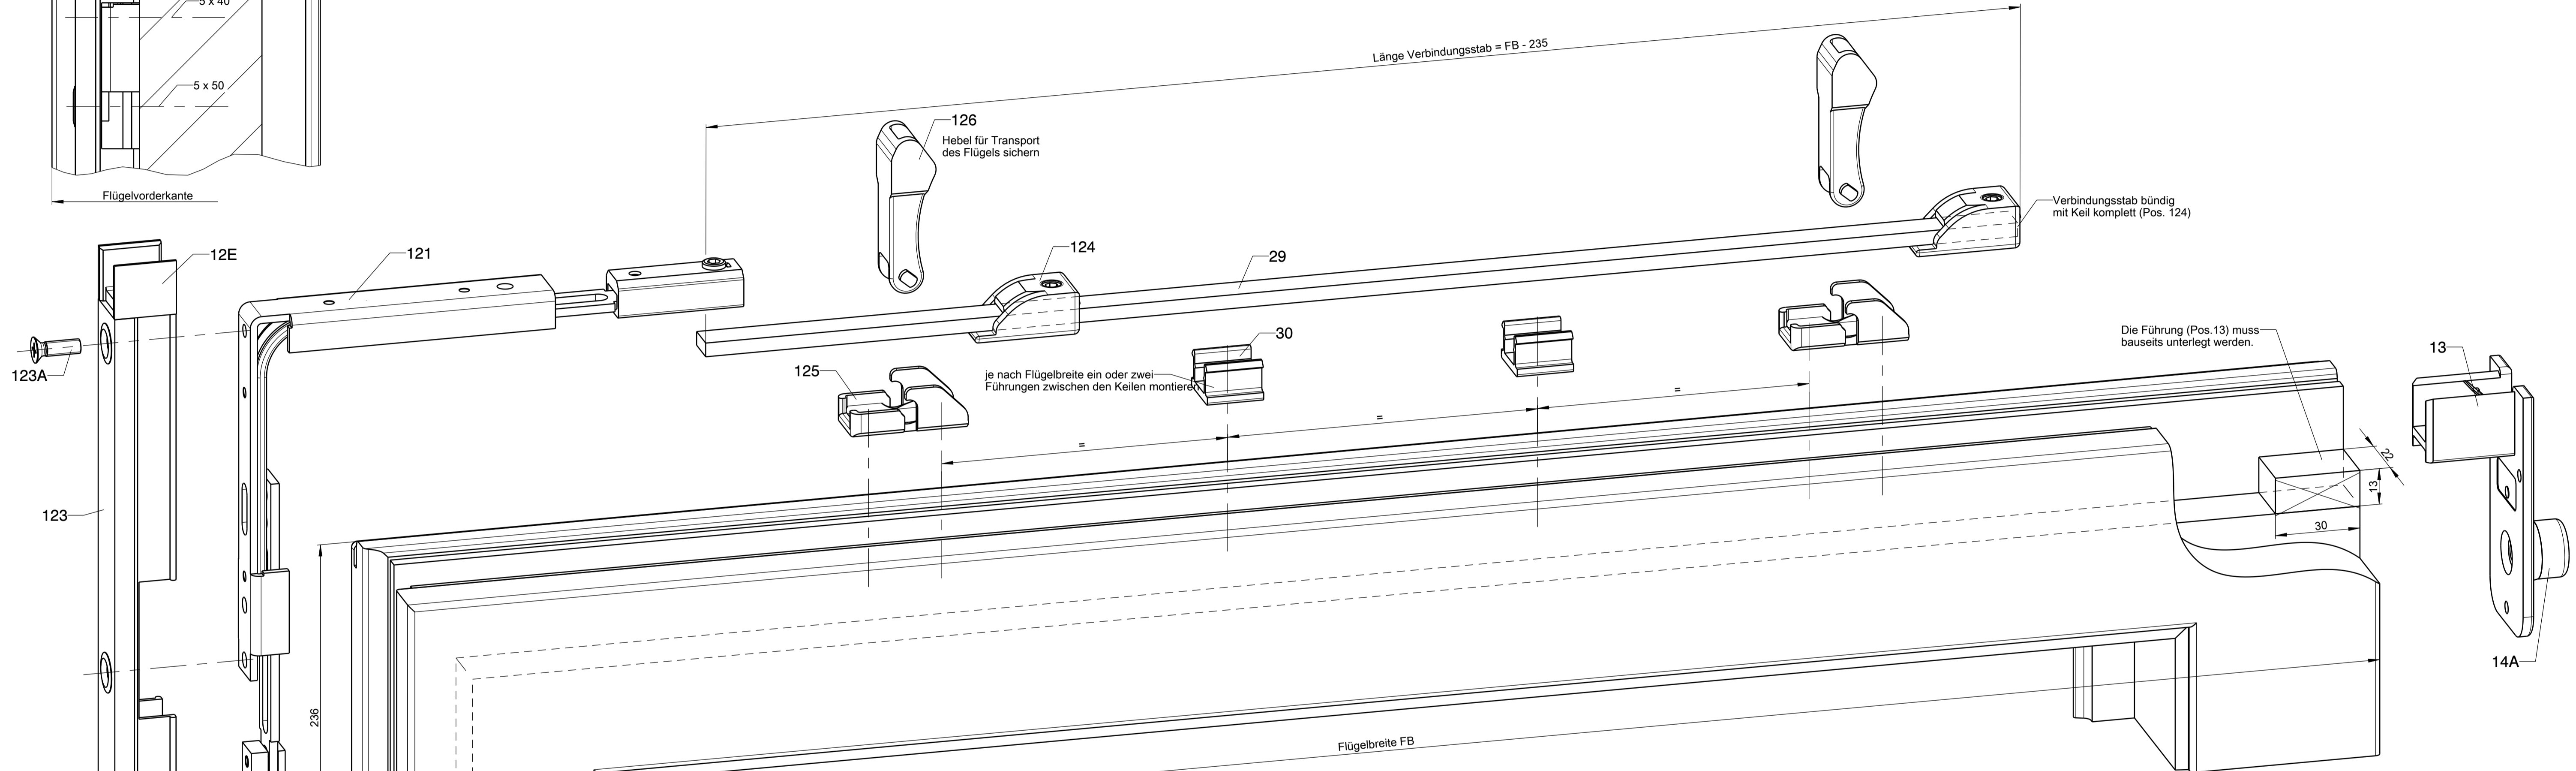 5 x 40
5 x 50
Flügelvorderkante
Länge Verbindungsstab = FB - 235
126
Hebel für Transport
des Flügels sichern
Verbindungsstab bündig
mit Keil komplett (Pos. 124)
12E
121
124
29
30
125
je nach Flügelbreite ein oder zwei
Führungen zwischen den Keilen montieren
=
=
=
Die Führung (Pos.13) muss
bauseits unterlegt werden.
13
123A
123
22
13
30
14A
236
Flügelbreite FB